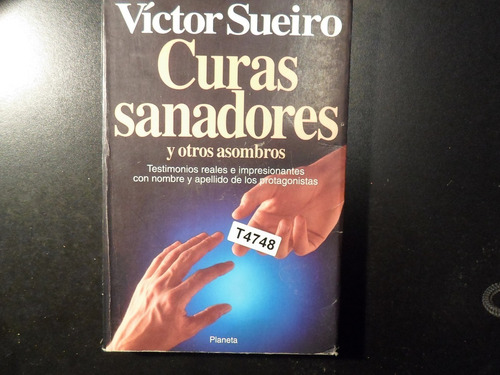 Víctor Sueiro
Curas
sanadores
y otros asombros
Testimonios reales e impresionantes
con nombre y apellido de los protagonistas
T4748
Planeta